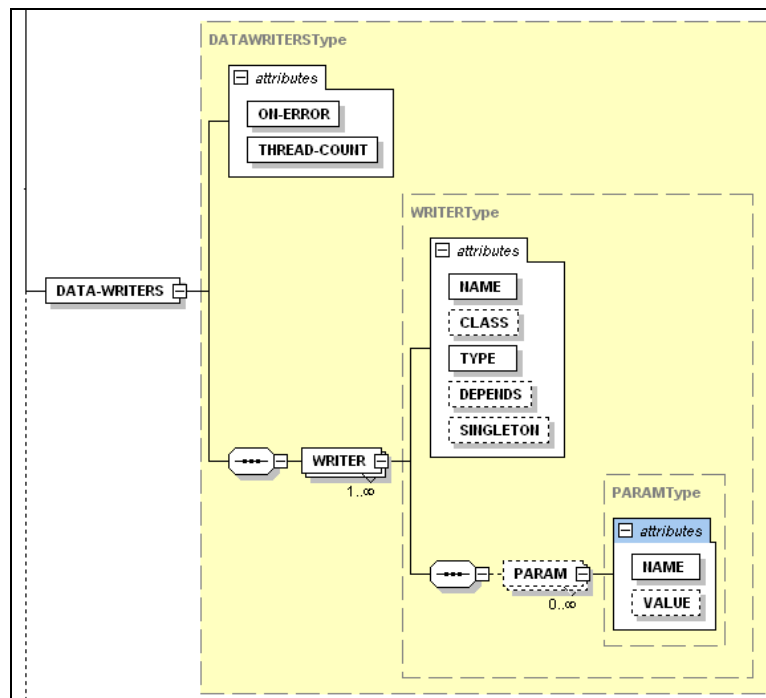 DATAWRITERSType
attributes
ON-ERROR
THREAD-COUNT
WRITERType
attributes
NAME
DATA-WRITERS
CLASS
TYPE
DEPENDS
SINGLETON
WRITER
1..∞
PARAMType
attributes
NAME
PARAM
VALUE
0..∞